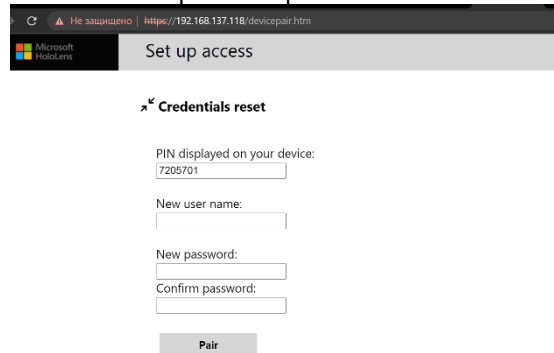 Не защищено | https://192.168.137.118/devicepair.htm
Microsoft
HoloLens
Set up access
Credentials reset
PIN displayed on your device:
7205701
New user name:
New password:
Confirm password:
Pair